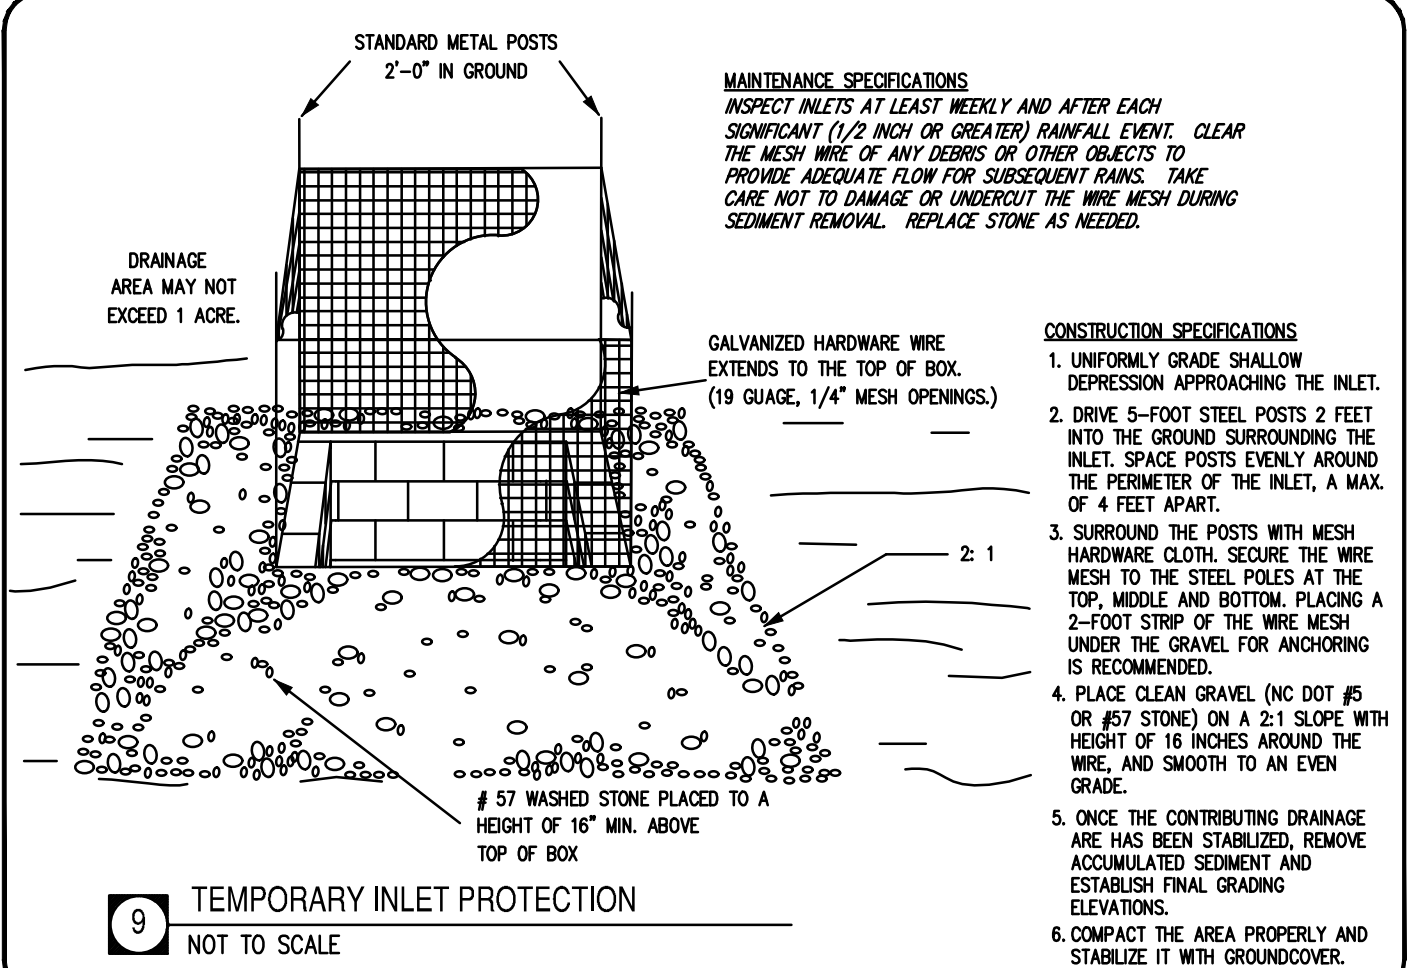 STANDARD METAL POSTS
2'-0" IN GROUND
MAINTENANCE SPECIFICATIONS
INSPECT INLETS AT LEAST WEEKLY AND AFTER EACH
SIGNIFICANT (1/2 INCH OR GREATER) RAINFALL EVENT. CLEAR
THE MESH WIRE OF ANY DEBRIS OR OTHER OBJECTS TO
PROVIDE ADEQUATE FLOW FOR SUBSEQUENT RAINS. TAKE
CARE NOT TO DAMAGE OR UNDERCUT THE WIRE MESH DURING
SEDIMENT REMOVAL. REPLACE STONE AS NEEDED.
DRAINAGE
AREA MAY NOT
EXCEED 1 ACRE.
GALVANIZED HARDWARE WIRE
EXTENDS TO THE TOP OF BOX.
(19 GUAGE, 1/4" MESH OPENINGS.)
2: 1
# 57 WASHED STONE PLACED TO A
HEIGHT OF 16" MIN. ABOVE
TOP OF BOX
CONSTRUCTION SPECIFICATIONS
1. UNIFORMLY GRADE SHALLOW
DEPRESSION APPROACHING THE INLET.
2. DRIVE 5-FOOT STEEL POSTS 2 FEET
INTO THE GROUND SURROUNDING THE
INLET. SPACE POSTS EVENLY AROUND
THE PERIMETER OF THE INLET, A MAX.
OF 4 FEET APART.
3. SURROUND THE POSTS WITH MESH
HARDWARE CLOTH. SECURE THE WIRE
MESH TO THE STEEL POLES AT THE
TOP, MIDDLE AND BOTTOM. PLACING A
2-FOOT STRIP OF THE WIRE MESH
UNDER THE GRAVEL FOR ANCHORING
IS RECOMMENDED.
4. PLACE CLEAN GRAVEL (NC DOT #5
OR #57 STONE) ON A 2:1 SLOPE WITH
HEIGHT OF 16 INCHES AROUND THE
WIRE, AND SMOOTH TO AN EVEN
GRADE.
5. ONCE THE CONTRIBUTING DRAINAGE
ARE HAS BEEN STABILIZED, REMOVE
ACCUMULATED SEDIMENT AND
ESTABLISH FINAL GRADING
ELEVATIONS.
6. COMPACT THE AREA PROPERLY AND
STABILIZE IT WITH GROUNDCOVER.
9
TEMPORARY INLET PROTECTION
NOT TO SCALE